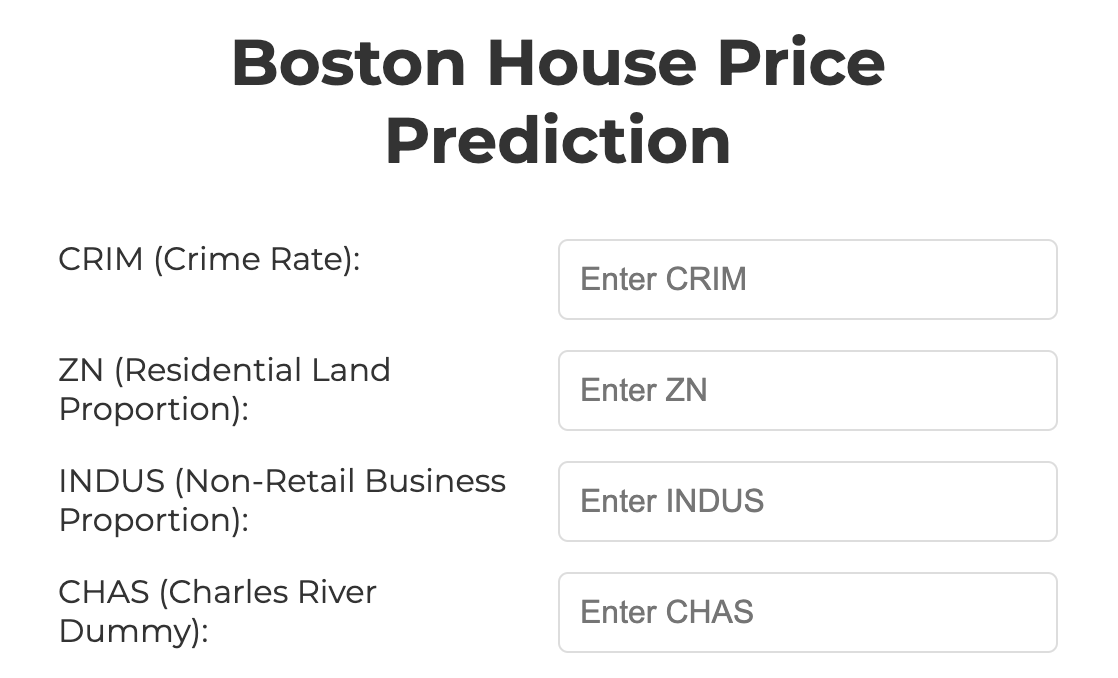 Boston House Price
Prediction
CRIM (Crime Rate):
Enter CRIM
ZN (Residential Land
Proportion):
Enter ZN
INDUS (Non-Retail Business
Proportion):
Enter INDUS
CHAS (Charles River
Dummy):
Enter CHAS